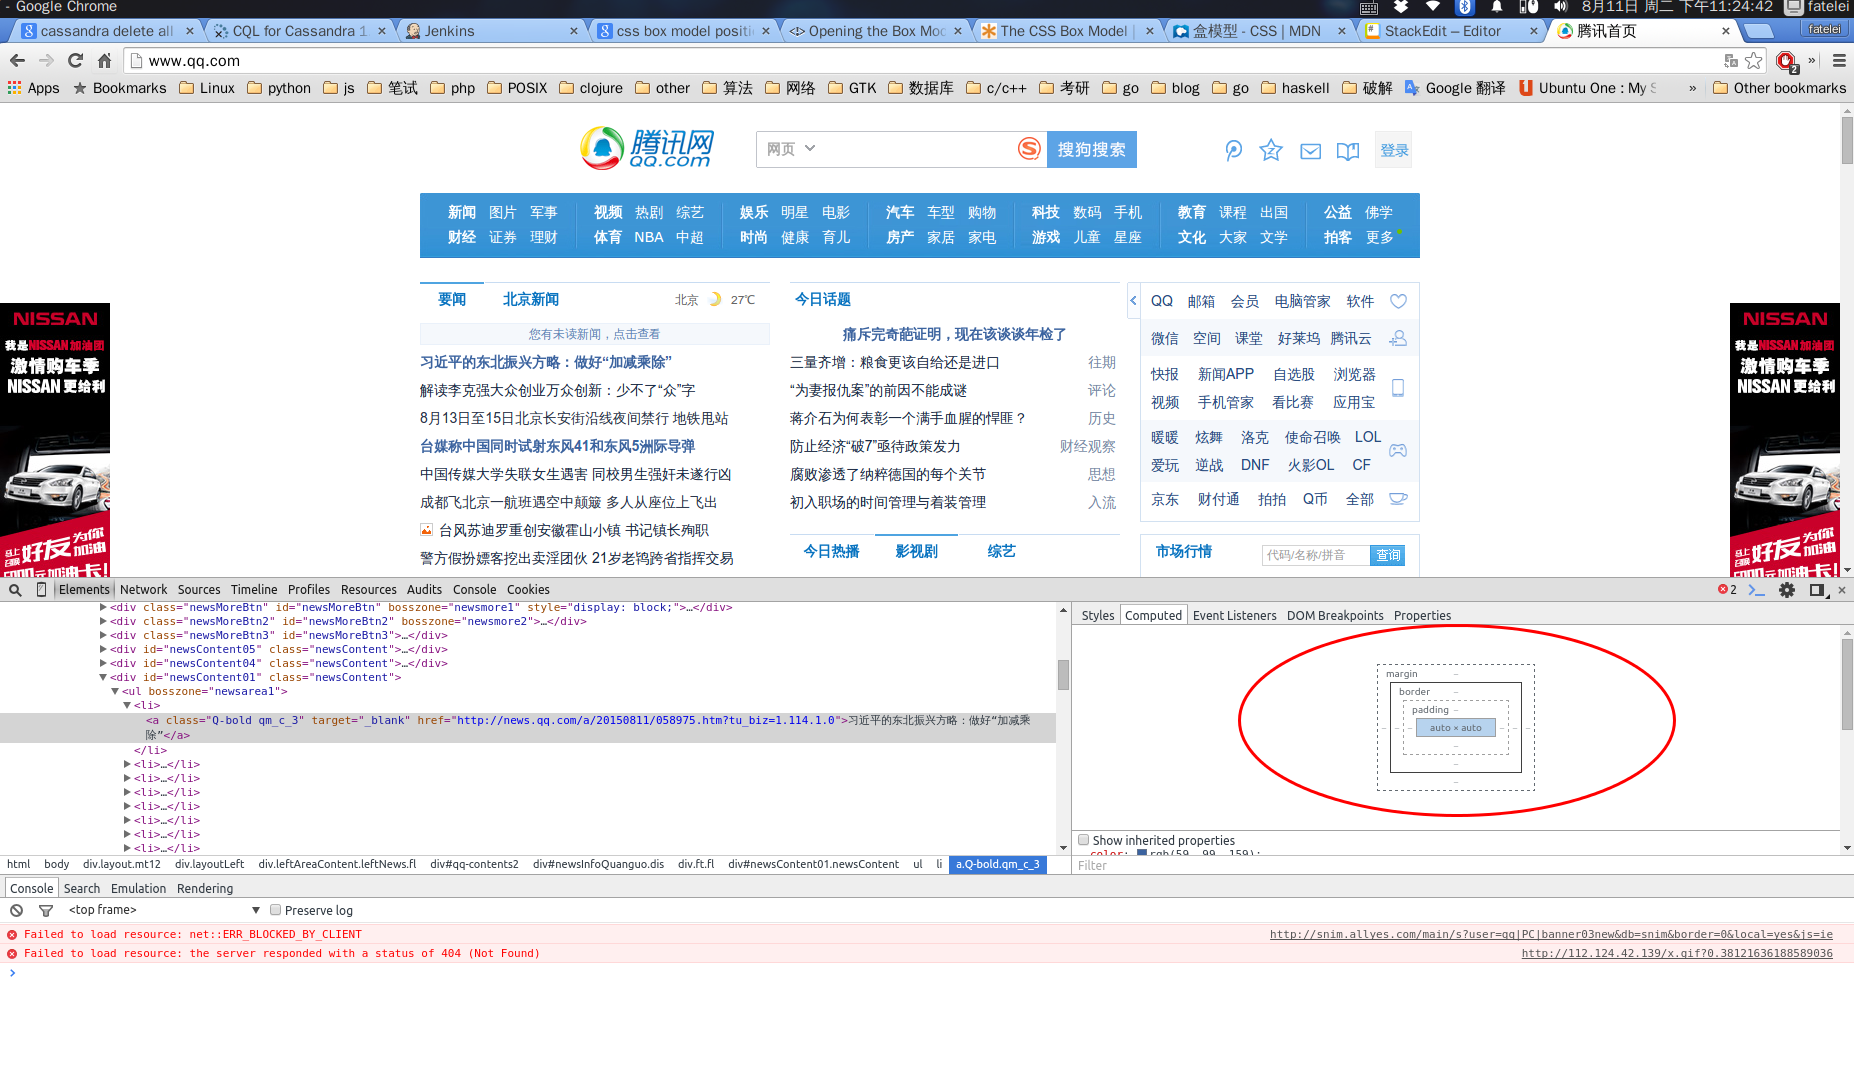 - Google Chrome
8月11日 周二 下午11:24:42 fatelei
cassandra delete all
CQL for Cassandra 1
Jenkins
css box model positi
Opening the Box Mod
The CSS Box Model |
盒模型 - CSS | MDN
StackEdit – Editor
腾讯首页
fatelei
www.qq.com
2
Apps Bookmarks Linux python js 笔试 php POSIX clojure other 算法 网络 GTK 数据库 c/c++ 考研 go blog go haskell 破解 Google 翻译 Ubuntu One : My S » Other bookmarks
腾讯网
QQ.com
网页
搜狗搜索
登录
新闻 图片 军事 视频 热剧 综艺 娱乐 明星 电影 汽车 车型 购物 科技 数码 手机 教育 课程 出国 公益 佛学
财经 证券 理财 体育 NBA 中超 时尚 健康 育儿 房产 家居 家电 游戏 儿童 星座 文化 大家 文学 拍客 更多
要闻 北京新闻 北京 27℃
您有未读新闻，点击查看
习近平的东北振兴方略：做好“加减乘除”
解读李克强大众创业万众创新：少不了“众”字
8月13日至15日北京长安街沿线夜间禁行 地铁甩站
台媒称中国同时试射东风41和东风5洲际导弹
中国传媒大学失联女生遇害 同校男生强奸未遂行凶
成都飞北京一航班遇空中颠簸 多人从座位上飞出
台风苏迪罗重创安徽霍山小镇 书记镇长殉职
警方假扮嫖客挖出卖淫团伙 21岁老鸨跨省指挥交易
今日话题
痛斥完奇葩证明，现在该谈谈年检了
三量齐增：粮食更该自给还是进口 往期
“为妻报仇案”的前因不能成谜 评论
蒋介石为何表彰一个满手血腥的悍匪？ 历史
防止经济“破7”亟待政策发力 财经观察
腐败渗透了纳粹德国的每个关节 思想
初入职场的时间管理与着装管理 入流
今日热播 影视剧 综艺
QQ 邮箱 会员 电脑管家 软件
微信 空间 课堂 好莱坞 腾讯云
快报 新闻APP 自选股 浏览器
视频 手机管家 看比赛 应用宝
暖暖 炫舞 洛克 使命召唤 LOL
爱玩 逆战 DNF 火影OL CF
京东 财付通 拍拍 Q币 全部
市场行情 代码/名称/拼音 查询
NISSAN
我是NISSAN加油团
激情购车季
NISSAN 更给利
马上
召唤
好友 为你加油
5000元加油卡!
NISSAN
我是NISSAN加油团
激情购车季
NISSAN 更给利
马上
召唤
好友 为你加油
5000元加油卡!
Elements Network Sources Timeline Profiles Resources Audits Console Cookies
2
<div class="newsMoreBtn" id="newsMoreBtn" bosszone="newsmore1" style="display: block;">…</div>
<div class="newsMoreBtn2" id="newsMoreBtn2" bosszone="newsmore2">…</div>
<div class="newsMoreBtn3" id="newsMoreBtn3">…</div>
<div id="newsContent05" class="newsContent">…</div>
<div id="newsContent04" class="newsContent">…</div>
<div id="newsContent01" class="newsContent">
<ul bosszone="newsarea1">
<li>
<a class="Q-bold qm_c_3" target="_blank" href="http://news.qq.com/a/20150811/058975.htm?tu_biz=1.114.1.0">习近平的东北振兴方略：做好“加减乘
除”</a>
</li>
<li>…</li>
<li>…</li>
<li>…</li>
<li>…</li>
<li>…</li>
<li>…</li>
<li>…</li>
html body div.layout.mt12 div.layoutLeft div.leftAreaContent.leftNews.fl div#qq-contents2 div#newsInfoQuanguo.dis div.ft.fl div#newsContent01.newsContent ul li a.Q-bold.qm_c_3
Styles Computed Event Listeners DOM Breakpoints Properties
margin –
border –
padding –
– – – auto × auto – – –
–
–
–
Show inherited properties
color: rgb(59, 99, 159);
Filter
Console Search Emulation Rendering
<top frame> Preserve log
Failed to load resource: net::ERR_BLOCKED_BY_CLIENT http://snim.allyes.com/main/s?user=qq|PC|banner03new&db=snim&border=0&local=yes&js=ie
Failed to load resource: the server responded with a status of 404 (Not Found) http://112.124.42.139/x.gif?0.38121636188589036